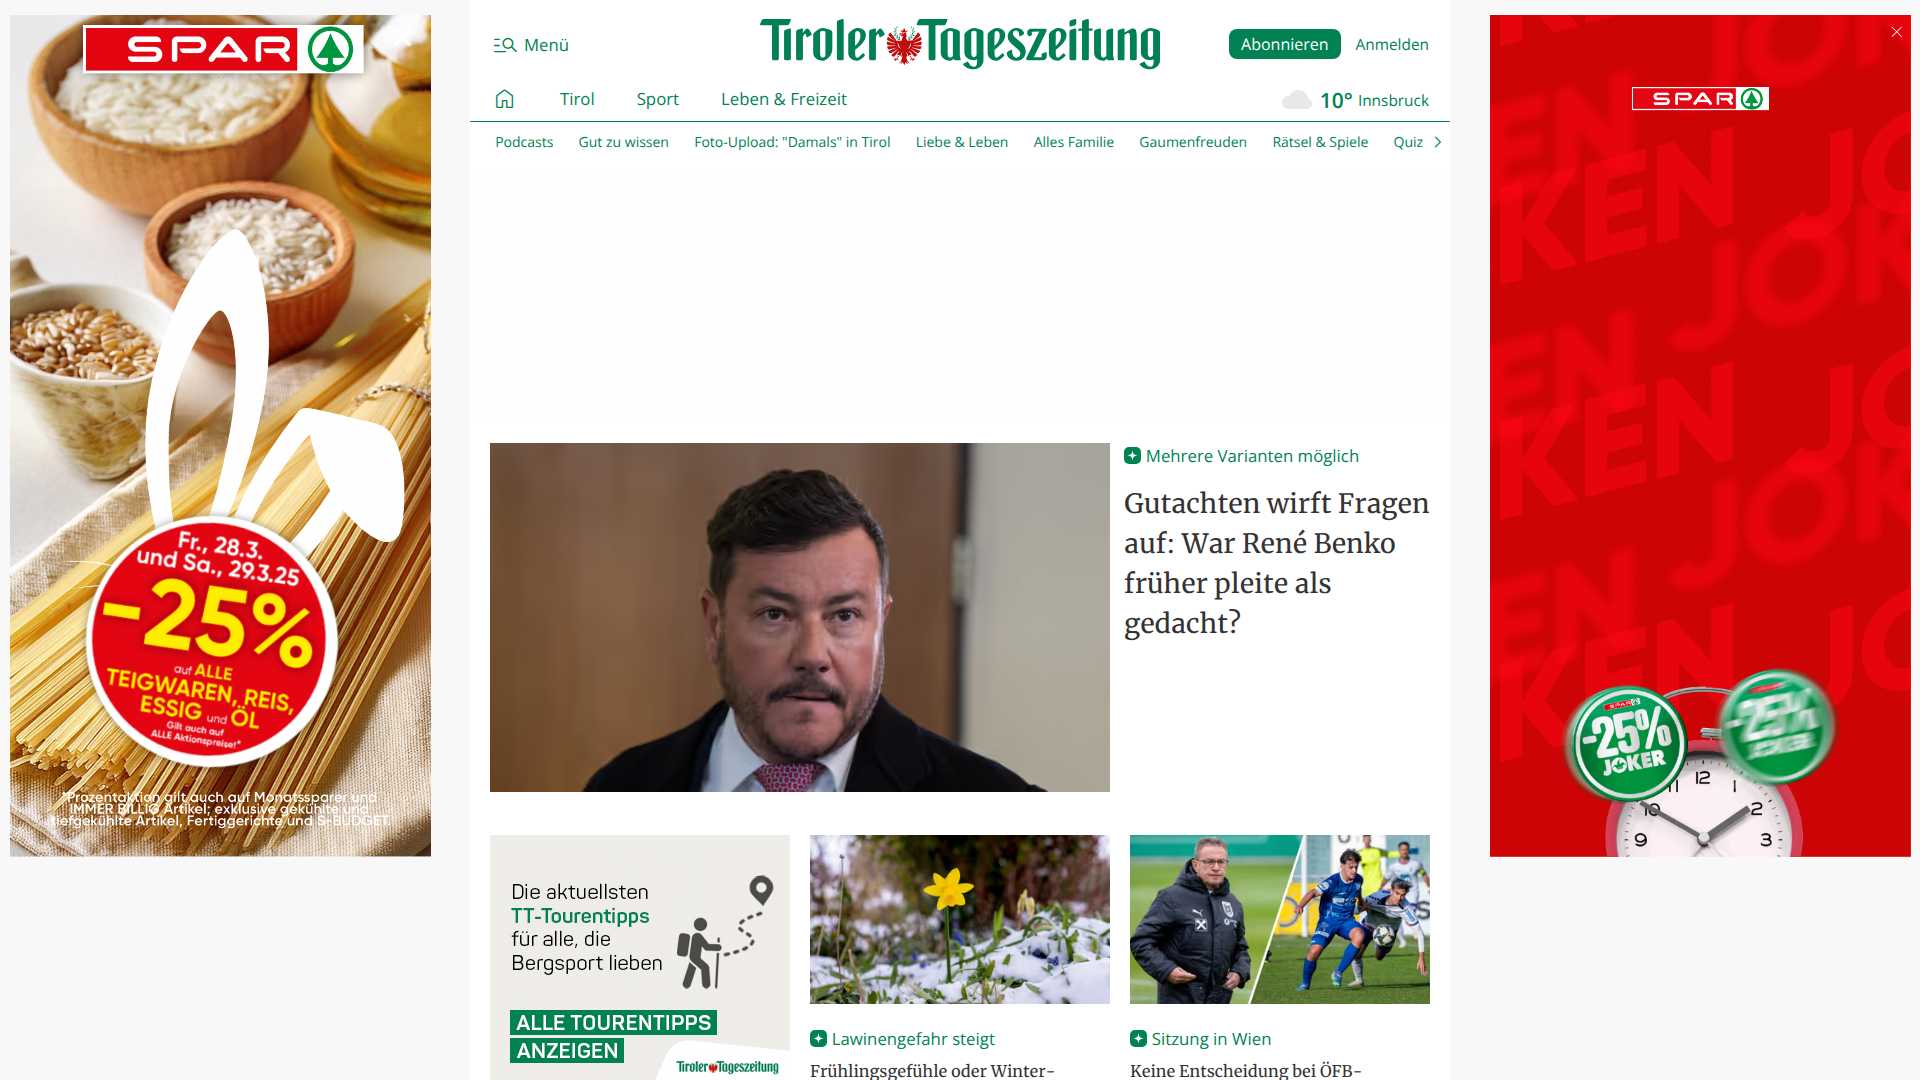 SPAR
Fr., 28.3.
und Sa., 29.3.25
-25%
auf ALLE
TEIGWAREN, REIS,
ESSIG und ÖL
Gilt auch auf
ALLE Aktionspreise!*
*Prozentaktion gilt auch auf Monatssparer und
IMMER BILLIG Artikel; exklusive gekühlte und
tiefgekühlte Artikel, Fertiggerichte und S-BUDGET.
Menü
Tiroler Tageszeitung
Abonnieren
Anmelden
Tirol
Sport
Leben & Freizeit
10° Innsbruck
Podcasts
Gut zu wissen
Foto-Upload: "Damals" in Tirol
Liebe & Leben
Alles Familie
Gaumenfreuden
Rätsel & Spiele
Quiz
Mehrere Varianten möglich
Gutachten wirft Fragen
auf: War René Benko
früher pleite als
gedacht?
Die aktuellsten
TT-Tourentipps
für alle, die
Bergsport lieben
ALLE TOURENTIPPS
ANZEIGEN
Tiroler Tageszeitung
Lawinengefahr steigt
Frühlingsgefühle oder Winter-
Sitzung in Wien
Keine Entscheidung bei ÖFB-
SPAR
JOKEN
SPAR
-25%
JOKER
-25%
JOKER
12
11
1
10
2
9
3